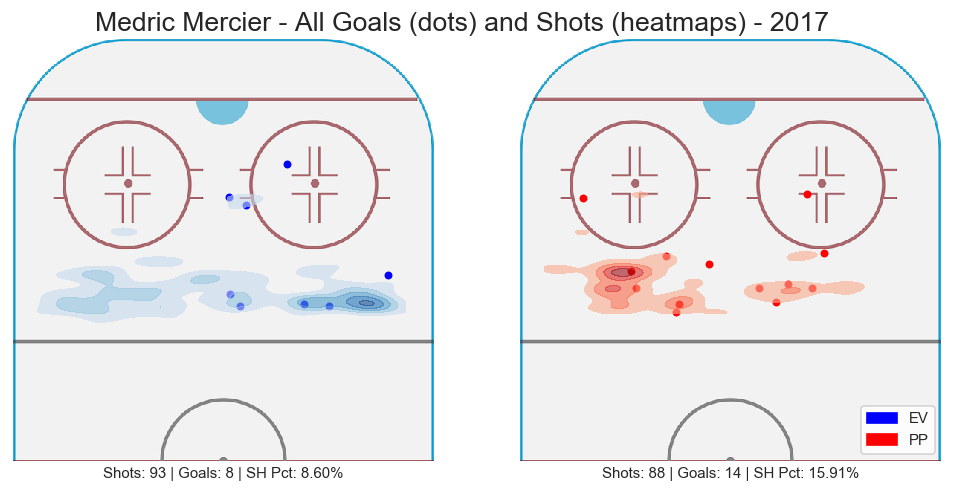 Medric Mercier - All Goals (dots) and Shots (heatmaps) - 2017
EV
PP
Shots: 93 | Goals: 8 | SH Pct: 8.60%
Shots: 88 | Goals: 14 | SH Pct: 15.91%